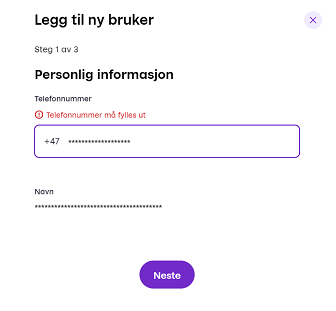 Legg til ny bruker
Steg 1 av 3
Personlig informasjon
Telefonnummer
Telefonnummer må fylles ut
+47 *******************
Navn
***************************************
Neste